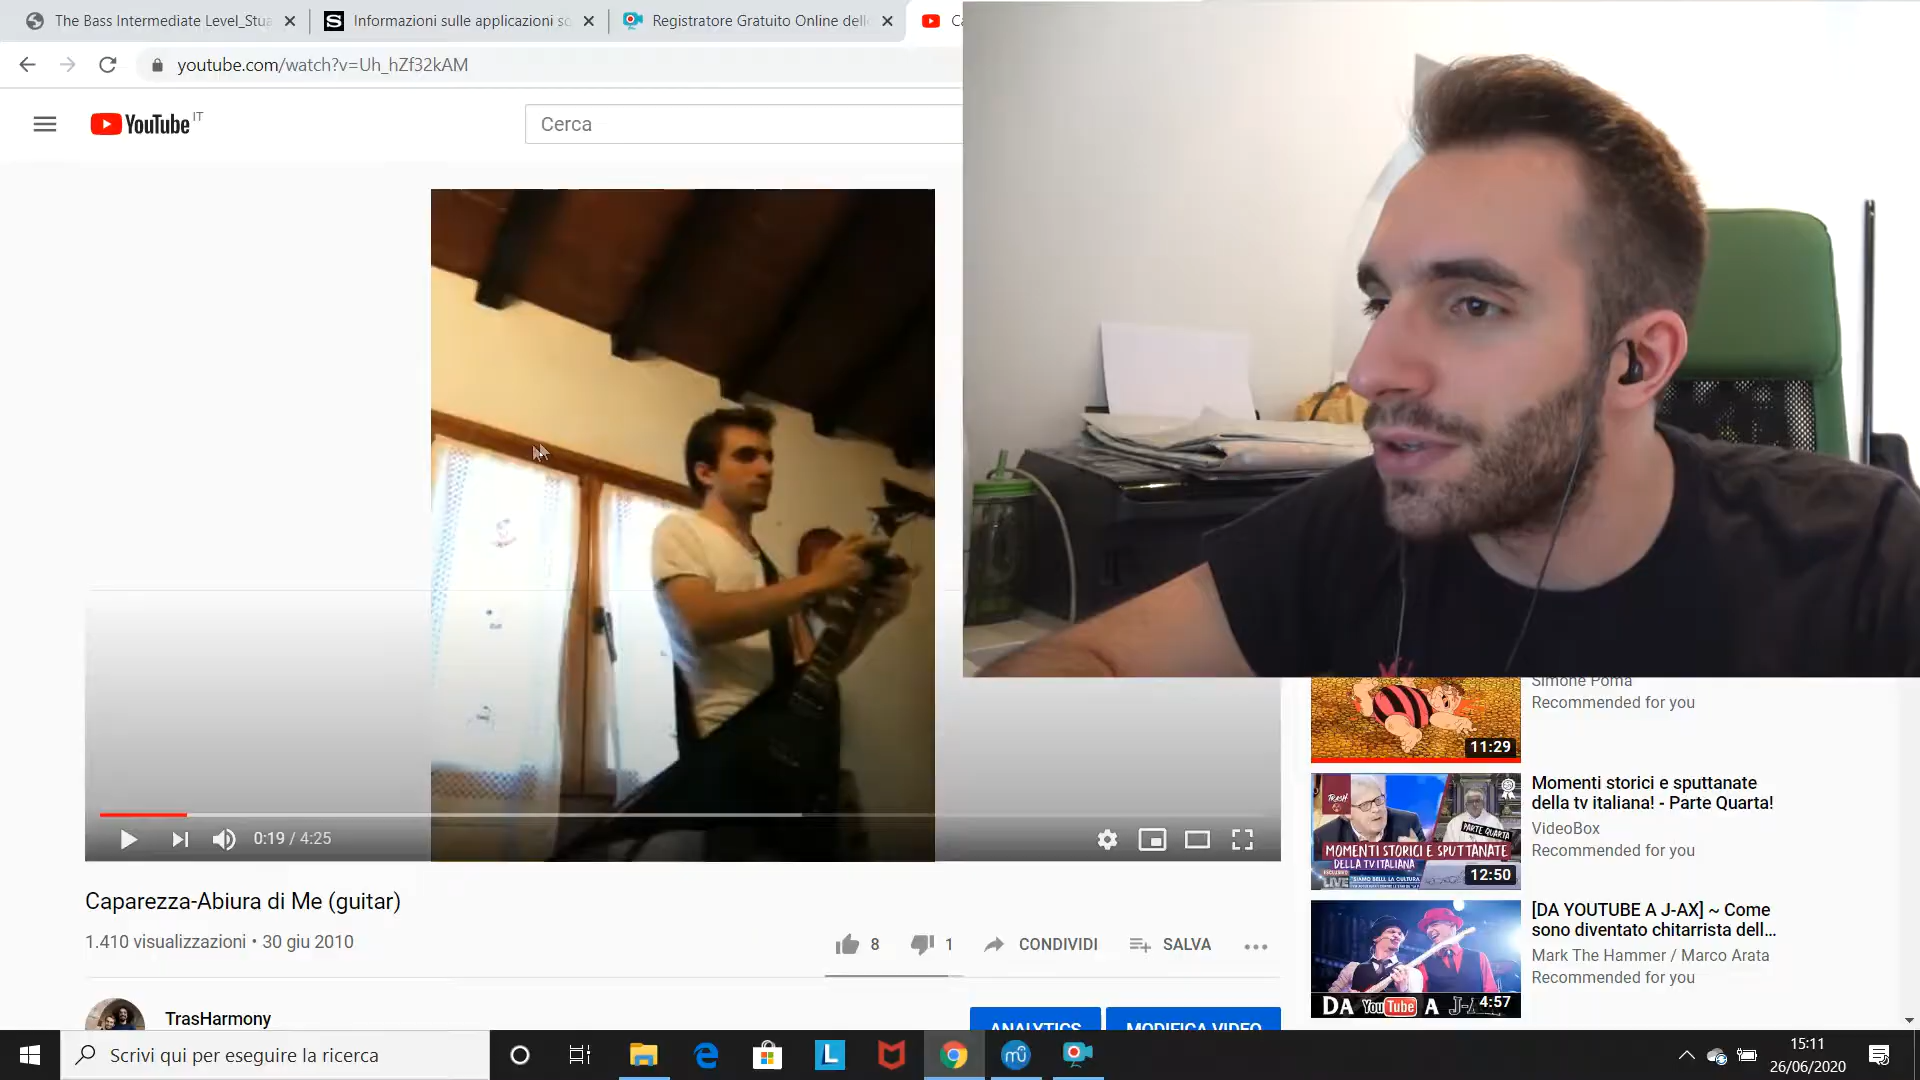 The Bass Intermediate Level_Stua
Informazioni sulle applicazioni sc
Registratore Gratuito Online delle
youtube.com/watch?v=Uh_hZf32kAM
YouTube IT
Cerca
0:19 / 4:25
Caparezza-Abiura di Me (guitar)
1.410 visualizzazioni • 30 giu 2010
8
1
CONDIVIDI
SALVA
TrasHarmony
ANALYTICS
MODIFICA VIDEO
Simone Poma
Recommended for you
11:29
Momenti storici e sputtanate
della tv italiana! - Parte Quarta!
VideoBox
Recommended for you
TRASH
PARTE QUARTA
MOMENTI STORICI E SPUTTANATE
DELLA TV ITALIANA
12:50
[DA YOUTUBE A J-AX] ~ Come
sono diventato chitarrista dell...
Mark The Hammer / Marco Arata
Recommended for you
DA YouTube A
4:57
Scrivi qui per eseguire la ricerca
15:11
26/06/2020